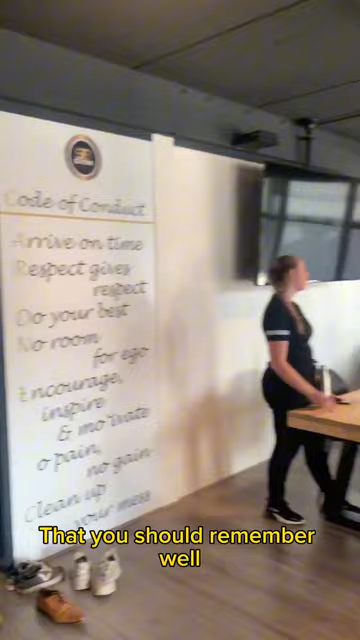 Code of Conduct
Arrive on time
Respect gives
respect
Do your best
No room
for ego
Encourage,
inspire
& motivate
o pain,
no gain
Clean up
your mess
That you should remember
well